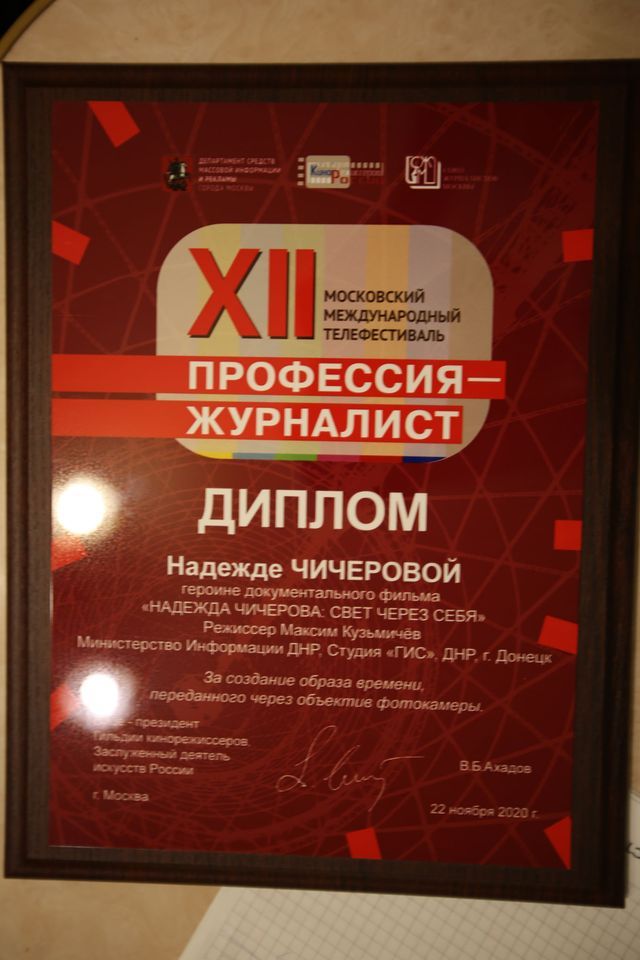 ДЕПАРТАМЕНТ СРЕДСТВ
МАССОВОЙ ИНФОРМАЦИИ
И РЕКЛАМЫ
ГОРОДА МОСКВЫ
XII
МОСКОВСКИЙ
МЕЖДУНАРОДНЫЙ
ТЕЛЕФЕСТИВАЛЬ
ПРОФЕССИЯ—
ЖУРНАЛИСТ
ДИПЛОМ
Надежде ЧИЧЕРОВОЙ
героине документального фильма
«НАДЕЖДА ЧИЧЕРОВА: СВЕТ ЧЕРЕЗ СЕБЯ»
Режиссер Максим Кузьмичёв
Министерство Информации ДНР, Студия «ГИС», ДНР, г. Донецк
За создание образа времени,
переданного через объектив фотокамеры.
- президент
Гильдии кинорежиссеров,
Заслуженный деятель
искусств России
В.Б.Ахадов
г. Москва
22 ноября 2020 г.